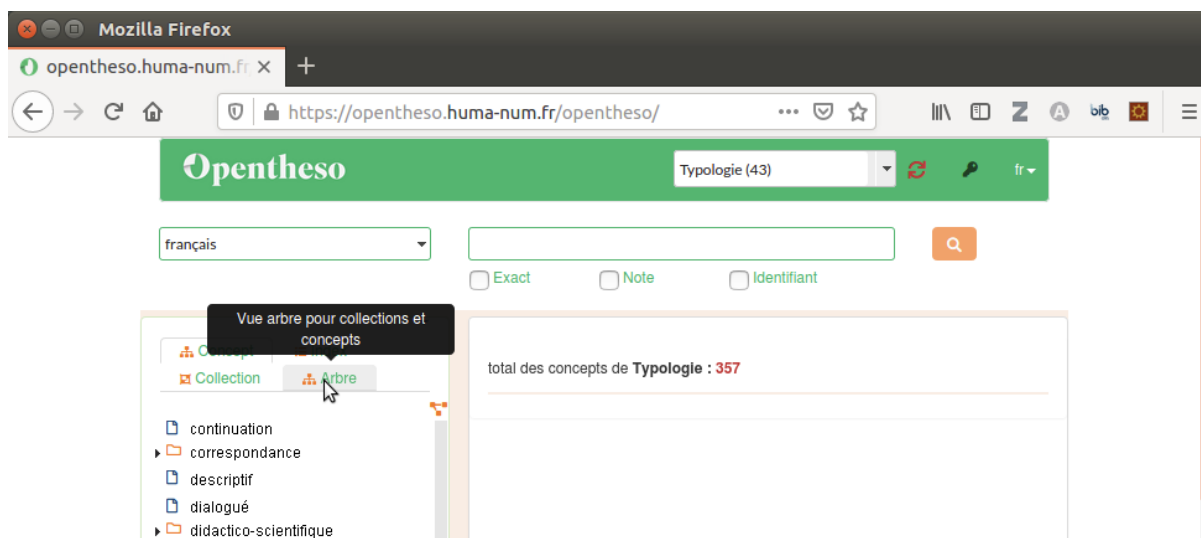 Mozilla Firefox
opentheso.huma-num.fr
https://opentheso.huma-num.fr/opentheso/
Opentheso
Typologie (43)
fr
français
Exact
Note
Identifiant
Vue arbre pour collections et
concepts
Collection
Arbre
total des concepts de Typologie : 357
continuation
correspondance
descriptif
dialogué
didactico-scientifique